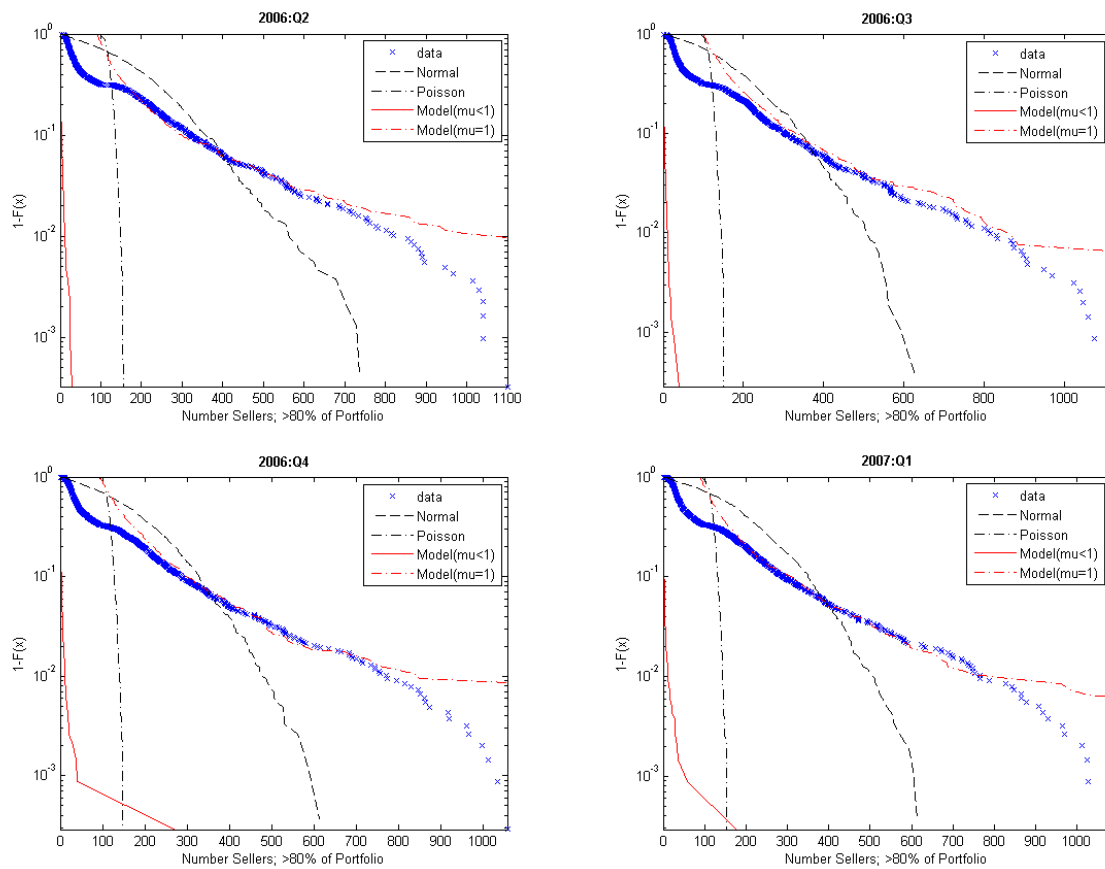 2006:Q2
10^0
10^-1
10^-2
10^-3
1-F(x)
data
Normal
Poisson
Model(mu<1)
Model(mu=1)
0 100 200 300 400 500 600 700 800 900 1000 1100
Number Sellers; >80% of Portfolio
2006:Q3
10^0
10^-1
10^-2
10^-3
1-F(x)
data
Normal
Poisson
Model(mu<1)
Model(mu=1)
0 200 400 600 800 1000
Number Sellers; >80% of Portfolio
2006:Q4
10^0
10^-1
10^-2
10^-3
1-F(x)
data
Normal
Poisson
Model(mu<1)
Model(mu=1)
0 100 200 300 400 500 600 700 800 900 1000
Number Sellers; >80% of Portfolio
2007:Q1
10^0
10^-1
10^-2
10^-3
1-F(x)
data
Normal
Poisson
Model(mu<1)
Model(mu=1)
0 100 200 300 400 500 600 700 800 900 1000
Number Sellers; >80% of Portfolio